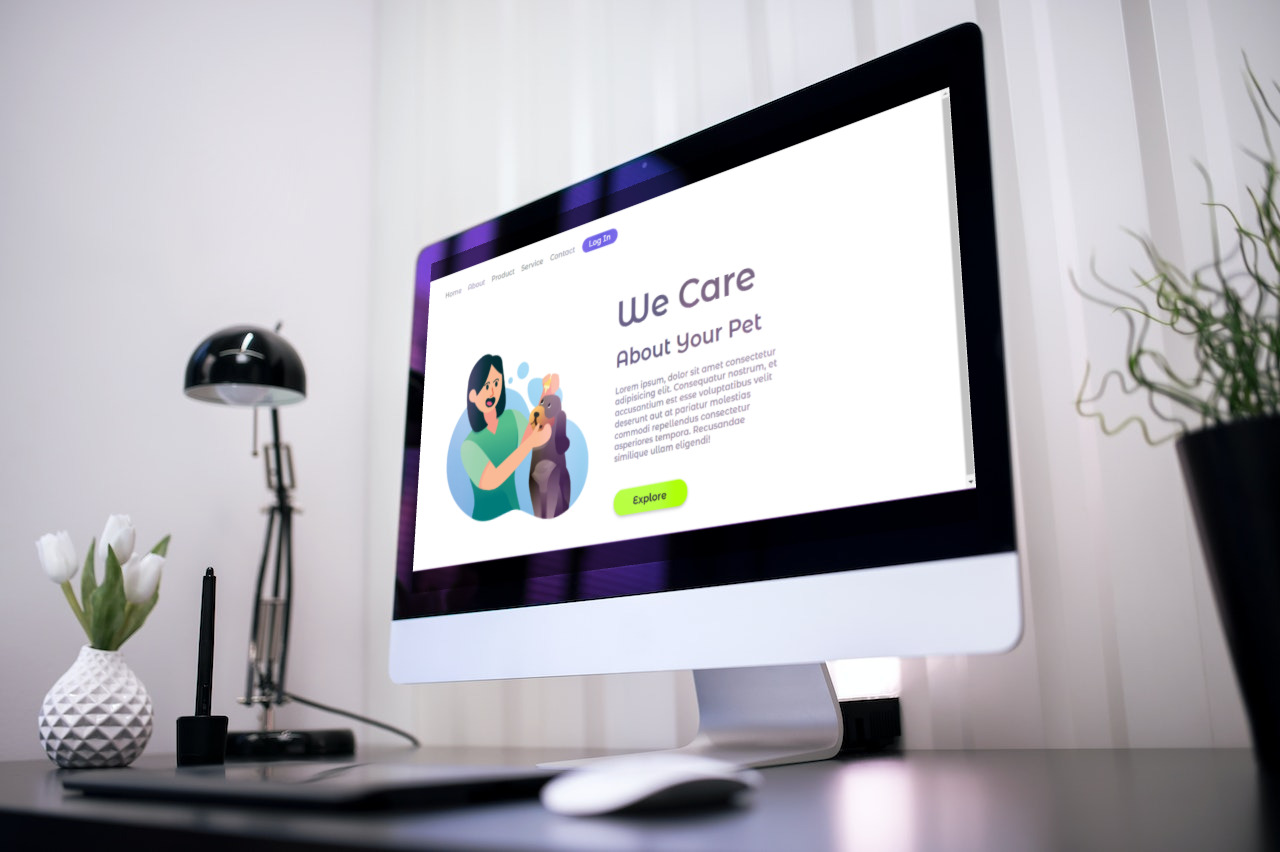 Home About Product Service Contact Log In
We Care
About Your Pet
Lorem ipsum, dolor sit amet consectetur
adipisicing elit. Consequatur nostrum, et
accusantium est esse voluptatibus velit
deserunt aut at pariatur molestias
commodi repellendus consectetur
asperiores tempora. Recusandae
similique ullam eligendi!
Explore